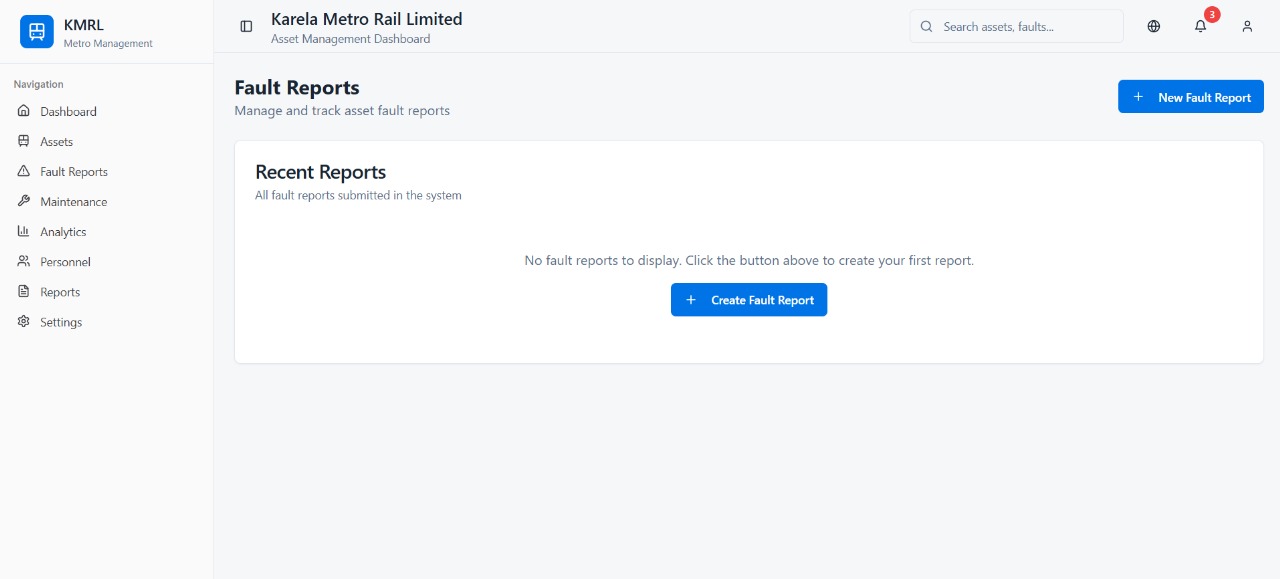 KMRL
Metro Management
Navigation
Dashboard
Assets
Fault Reports
Maintenance
Analytics
Personnel
Reports
Settings
Karela Metro Rail Limited
Asset Management Dashboard
Search assets, faults...
3
Fault Reports
Manage and track asset fault reports
New Fault Report
Recent Reports
All fault reports submitted in the system
No fault reports to display. Click the button above to create your first report.
Create Fault Report